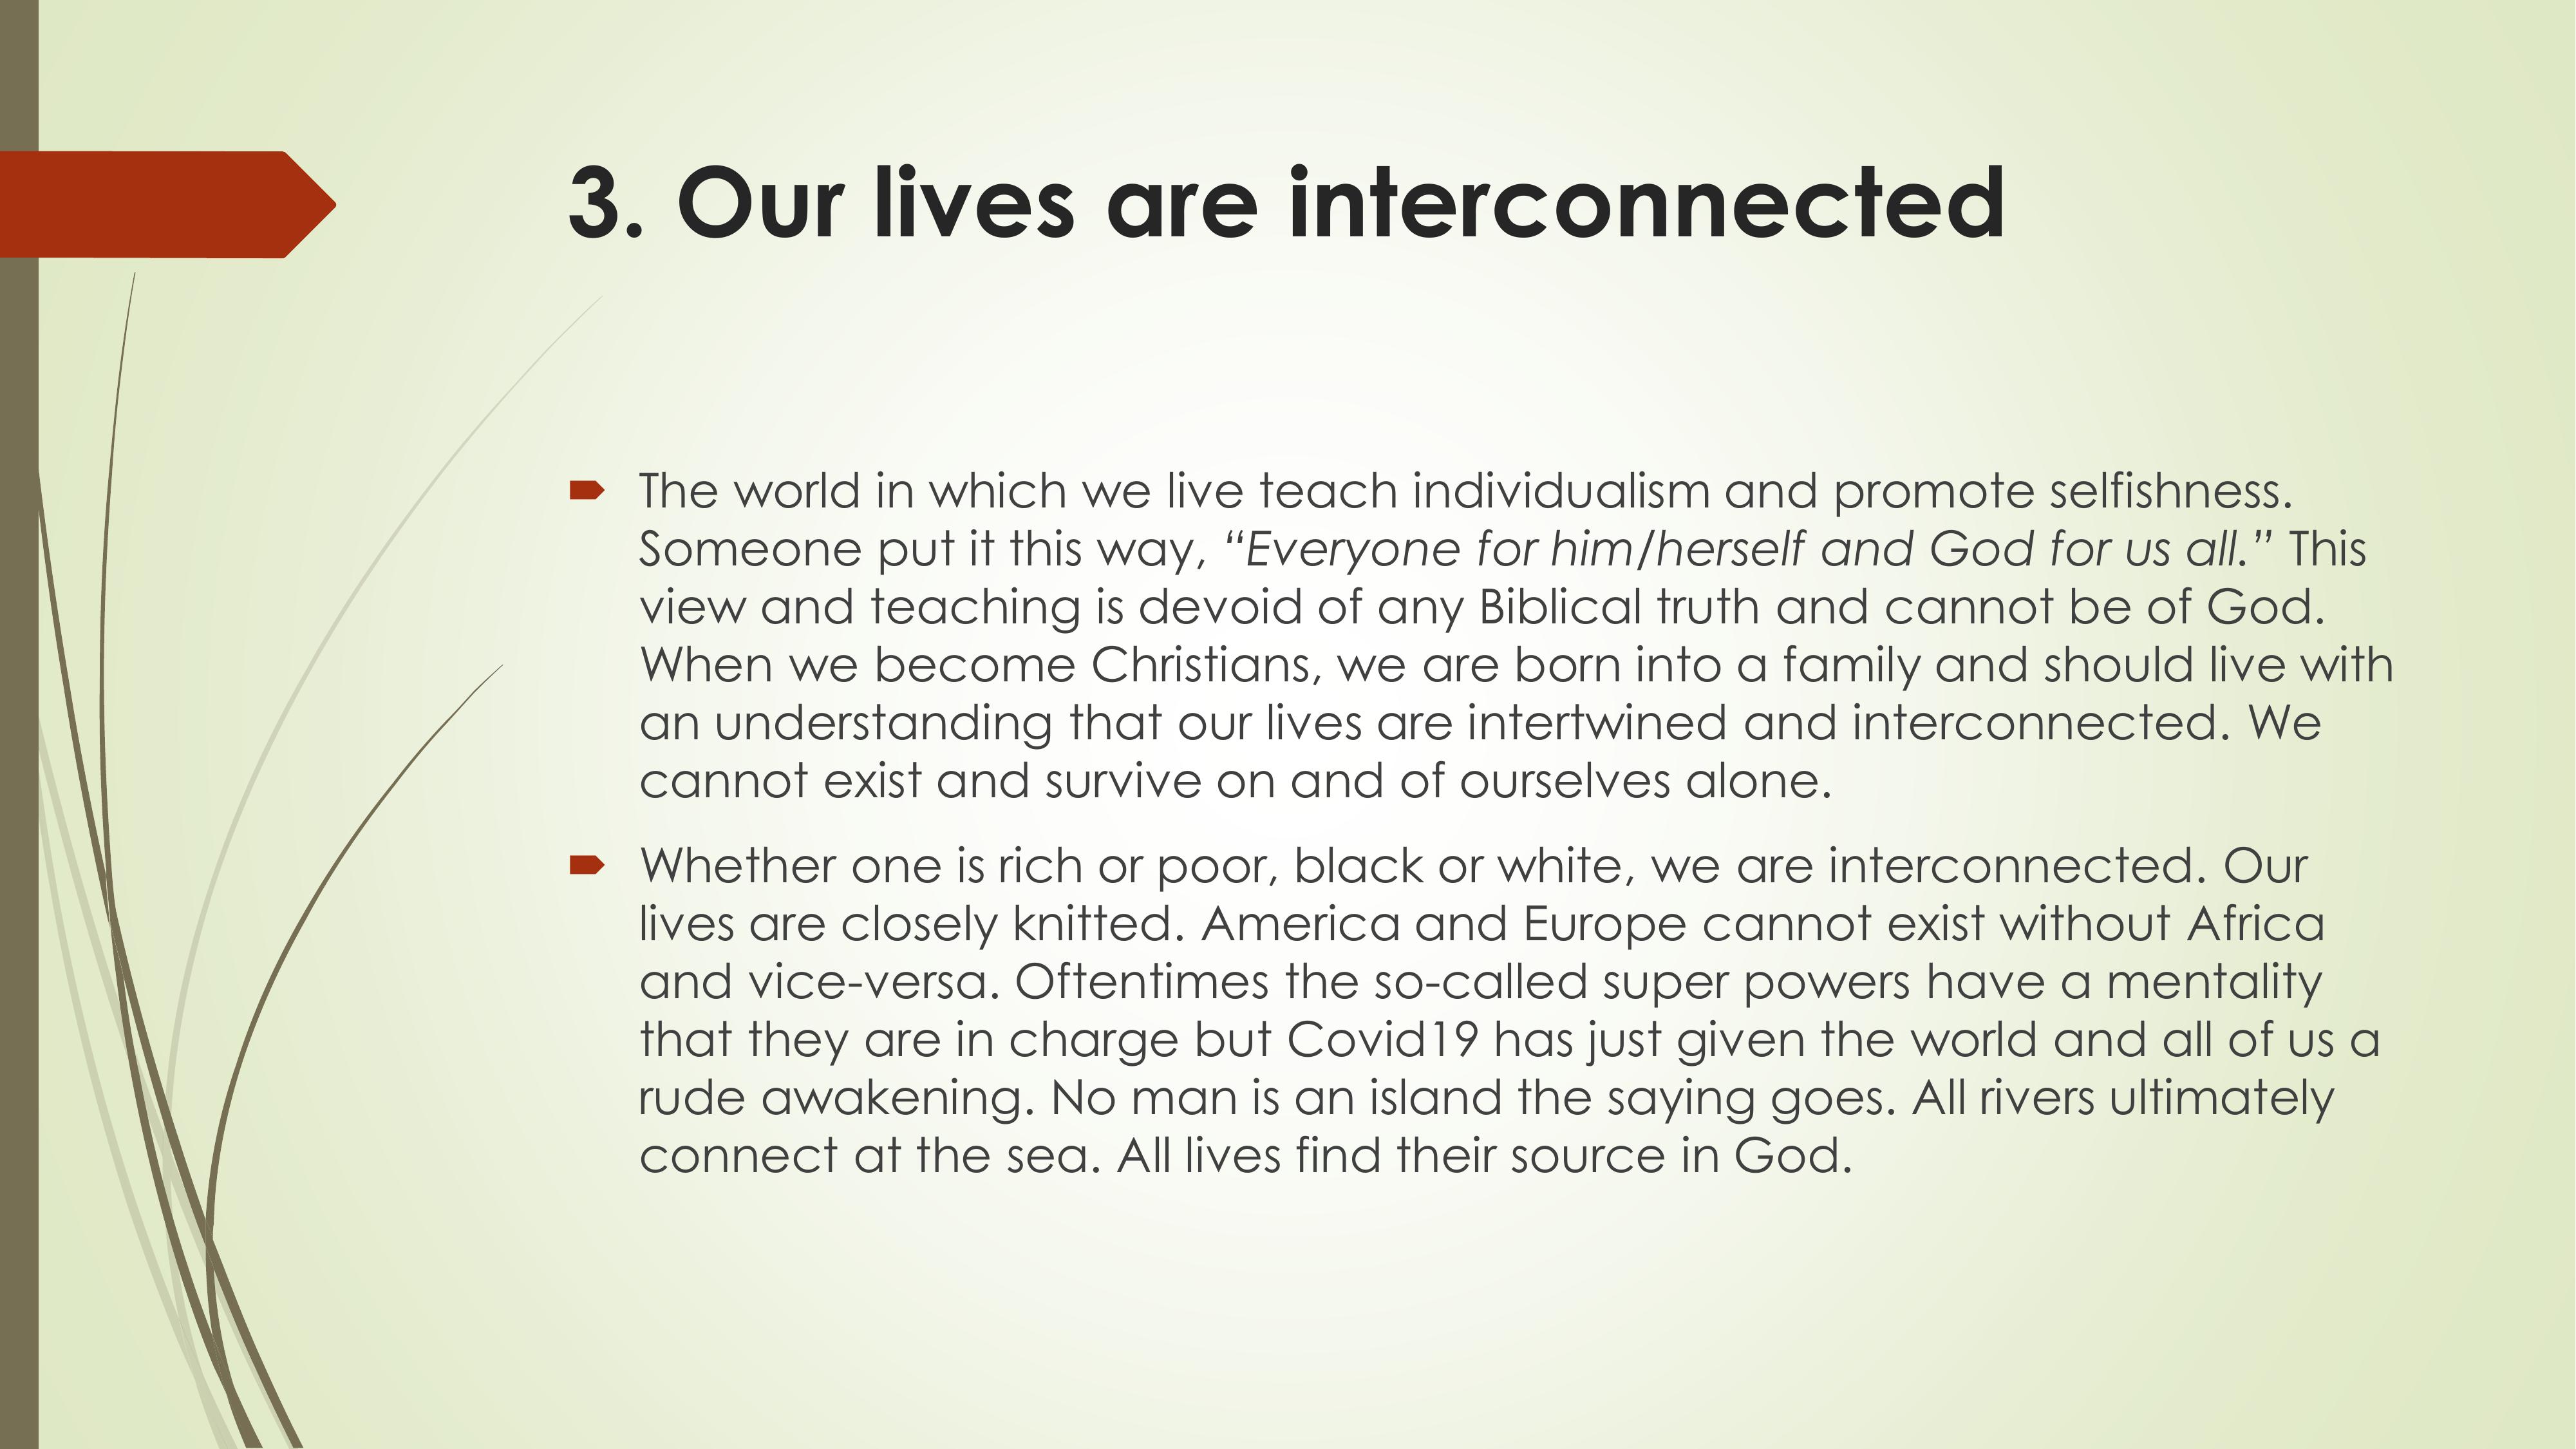 3. Our lives are interconnected
The world in which we live teach individualism and promote selfishness.
Someone put it this way, “Everyone for him/herself and God for us all.” This
view and teaching is devoid of any Biblical truth and cannot be of God.
When we become Christians, we are born into a family and should live with
an understanding that our lives are intertwined and interconnected. We
cannot exist and survive on and of ourselves alone.
Whether one is rich or poor, black or white, we are interconnected. Our
lives are closely knitted. America and Europe cannot exist without Africa
and vice-versa. Oftentimes the so-called super powers have a mentality
that they are in charge but Covid19 has just given the world and all of us a
rude awakening. No man is an island the saying goes. All rivers ultimately
connect at the sea. All lives find their source in God.